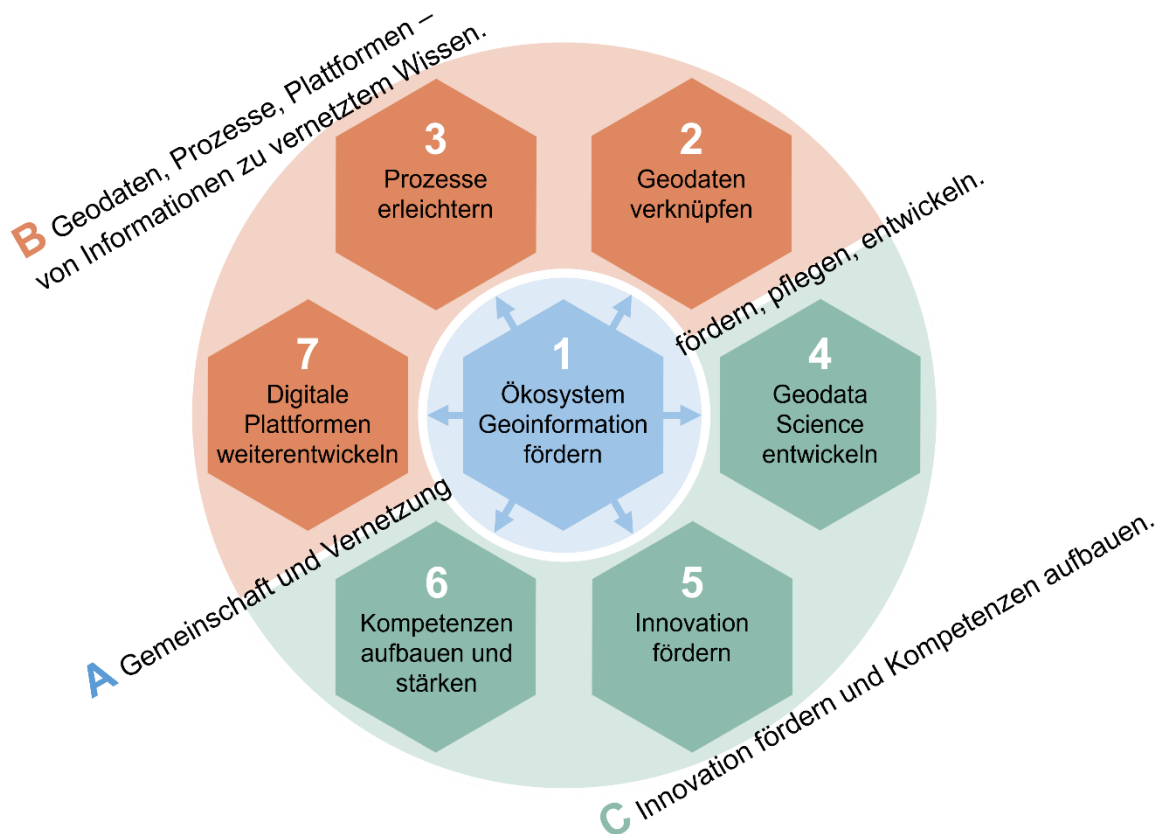 B Geodaten, Prozesse, Plattformen –
von Informationen zu vernetztem Wissen.
3
Prozesse
erleichtern
2
Geodaten
verknüpfen
7
Digitale
Plattformen
weiterentwickeln
1
Ökosystem
Geoinformation
fördern
4
Geodata
Science
entwickeln
A Gemeinschaft und Vernetzung fördern, pflegen, entwickeln.
6
Kompetenzen
aufbauen und
stärken
5
Innovation
fördern
C Innovation fördern und Kompetenzen aufbauen.